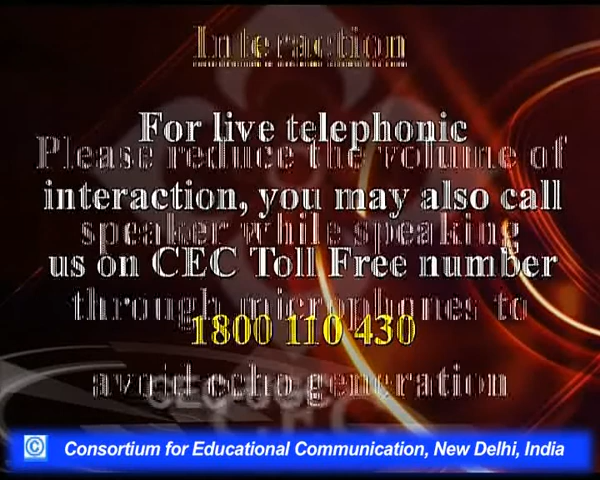 Interaction
For live telephonic
Please reduce the volume of
interaction, you may also call
speaker while speaking
us on CEC Toll Free number
through microphones to
1800 110 430
avoid echo generation
© Consortium for Educational Communication, New Delhi, India